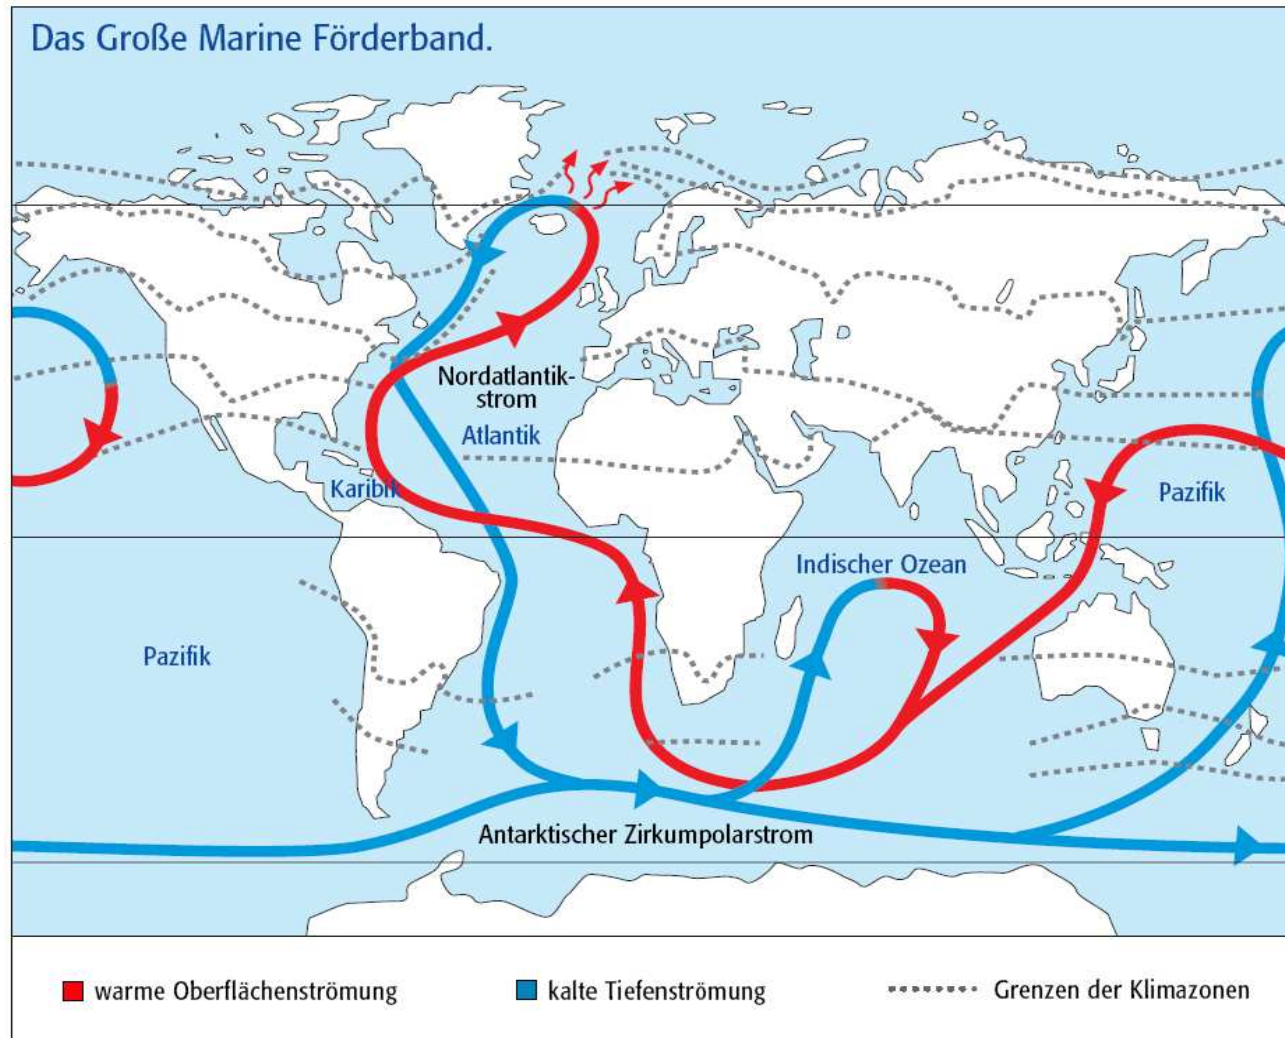 Das Große Marine Förderband.
Nordatlantik-
strom
Atlantik
Karibik
Pazifik
Indischer Ozean
Pazifik
Antarktischer Zirkumpolarstrom
warme Oberflächenströmung
kalte Tiefenströmung
Grenzen der Klimazonen